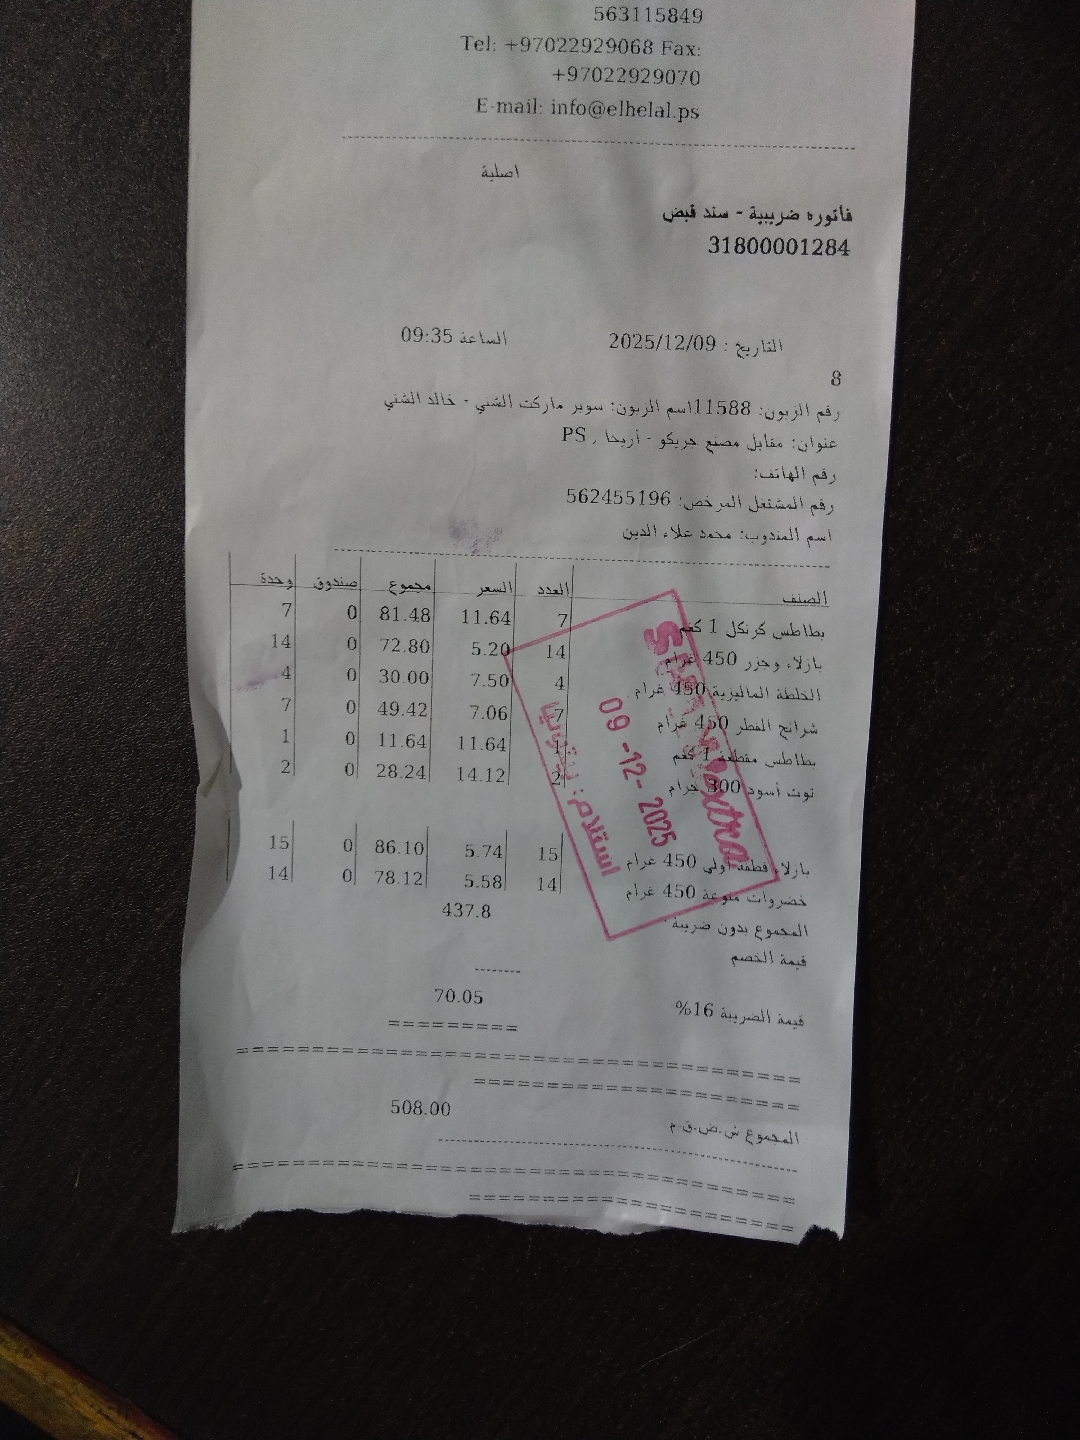 563115849
Tel: +97022929068 Fax:
+97022929070
E-mail: info@elhelal.ps
اصلية
فاتوره ضريبية - سند قبض
31800001284
التاريخ : 2025/12/09 الساعة 09:35
8
رقم الزبون: 11588اسم الزبون: سوبر ماركت الشني - خالد الشني
عنوان: مقابل مصنع جريكو - أريحا , PS
رقم الهاتف:
رقم المشتغل المرخص: 562455196
اسم المندوب: محمد علاء الدين
الصنف العدد السعر مجموع صندوق وحدة
بطاطس كرنكل 1 كغم 7 11.64 81.48 0 7
بازلاء وجزر 450 غرام 14 5.20 72.80 0 14
الخلطة الماليزية 450 غرام 4 7.50 30.00 0 4
شرائح الفطر 450 غرام 7 7.06 49.42 0 7
بطاطس مقطعة 1 كغم 1 11.64 11.64 0 1
توت أسود 300 جرام 2 14.12 28.24 0 2
بازلاء قطفة أولى 450 غرام 15 5.74 86.10 0 15
خضروات منوعة 450 غرام 14 5.58 78.12 0 14
المجموع بدون ضريبة 437.8
قيمة الخصم
قيمة الضريبة 16% 70.05
المجموع ش.ض.ق.م 508.00
09 -12- 2025
استلام: